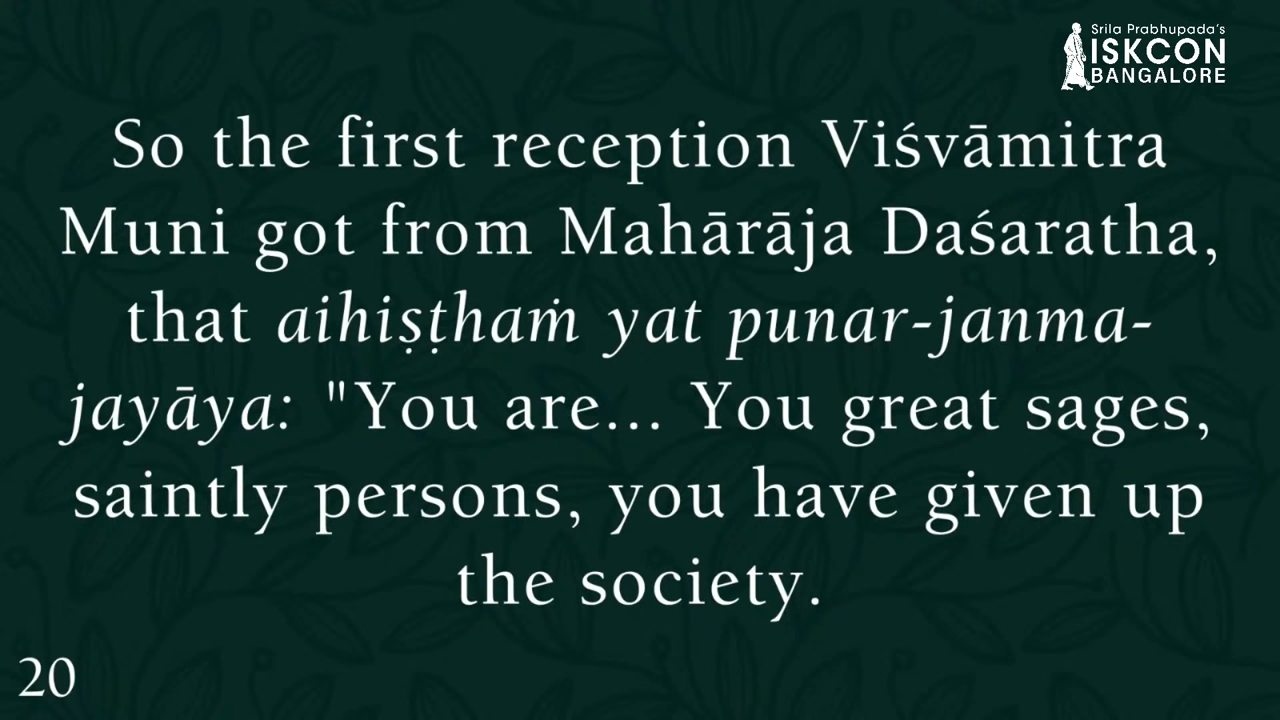 Srila Prabhupada's
ISKCON
BANGALORE
So the first reception Viśvāmitra
Muni got from Mahārāja Daśaratha,
that aihiṣṭhaṁ yat punar-janma-
jayāya: "You are... You great sages,
saintly persons, you have given up
the society.
20